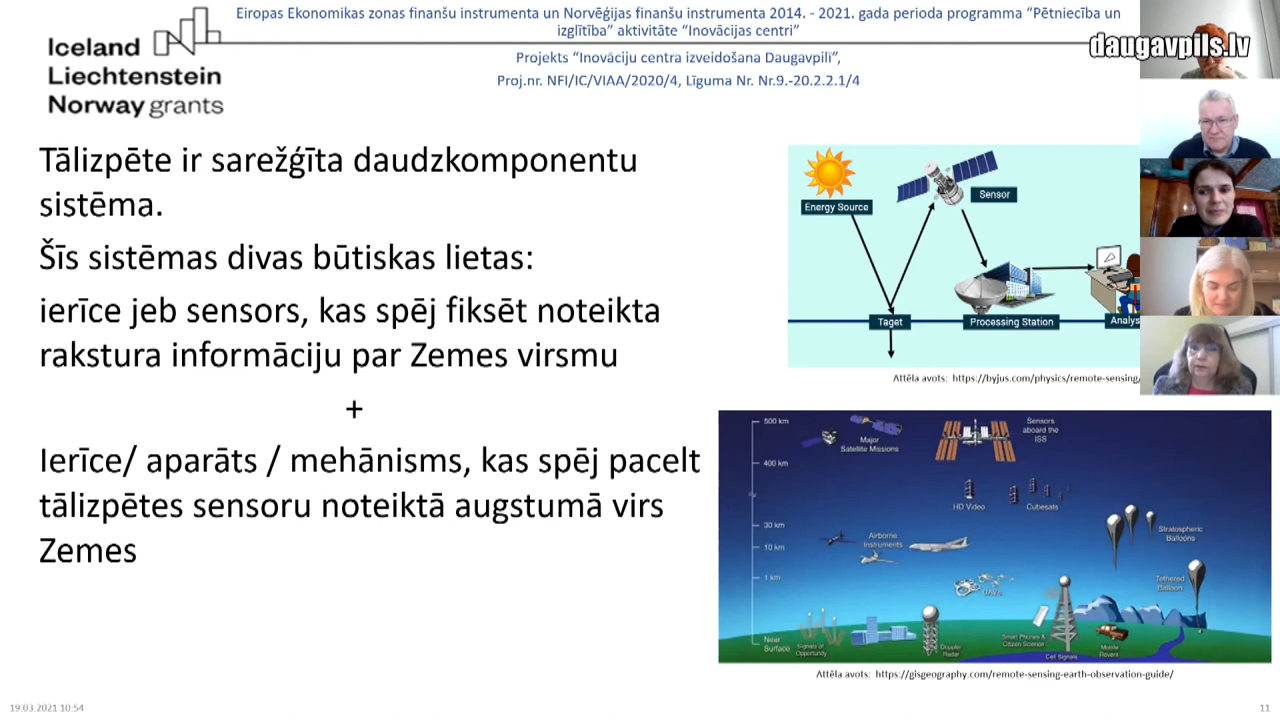 Eiropas Ekonomikas zonas finanšu instrumenta un Norvēģijas finanšu instrumenta 2014. - 2021. gada perioda programma “Pētniecība un
izglītība” aktivitāte “Inovācijas centri”
Projekts “Inovāciju centra izveidošana Daugavpilī”,
Proj.nr. NFI/IC/VIAA/2020/4, Līguma Nr. Nr.9.-20.2.2.1/4
Iceland
Liechtenstein
Norway grants
daugavpils.lv
Tālizpēte ir sarežģīta daudzkomponentu
sistēma.
Šīs sistēmas divas būtiskas lietas:
ierīce jeb sensors, kas spēj fiksēt noteikta
rakstura informāciju par Zemes virsmu
+
Ierīce/ aparāts / mehānisms, kas spēj pacelt
tālizpētes sensoru noteiktā augstumā virs
Zemes
Energy Source
Sensor
Taget
Processing Station
Analys
Attēla avots: https://byjus.com/physics/remote-sensing/
500 km
400 km
30 km
10 km
1 km
Near
Surface
Major
Satellite Missions
Sensors
aboard the
ISS
HD Video
Cubesats
Airborne
Instruments
Stratospheric
Balloons
UAVs
Tethered
Balloon
Signals of
Opportunity
Doppler
Radar
Smart Phones &
Citizen Science
Cell Signals
Mobile
Rovers
Attēla avots: https://gisgeography.com/remote-sensing-earth-observation-guide/
19.03.2021 10:54
11